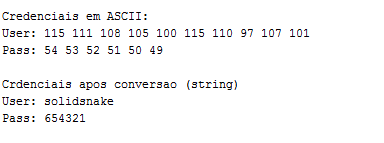 Credenciais em ASCII:
User: 115 111 108 105 100 115 110 97 107 101
Pass: 54 53 52 51 50 49
Crdenciais apos conversao (string)
User: solidsnake
Pass: 654321